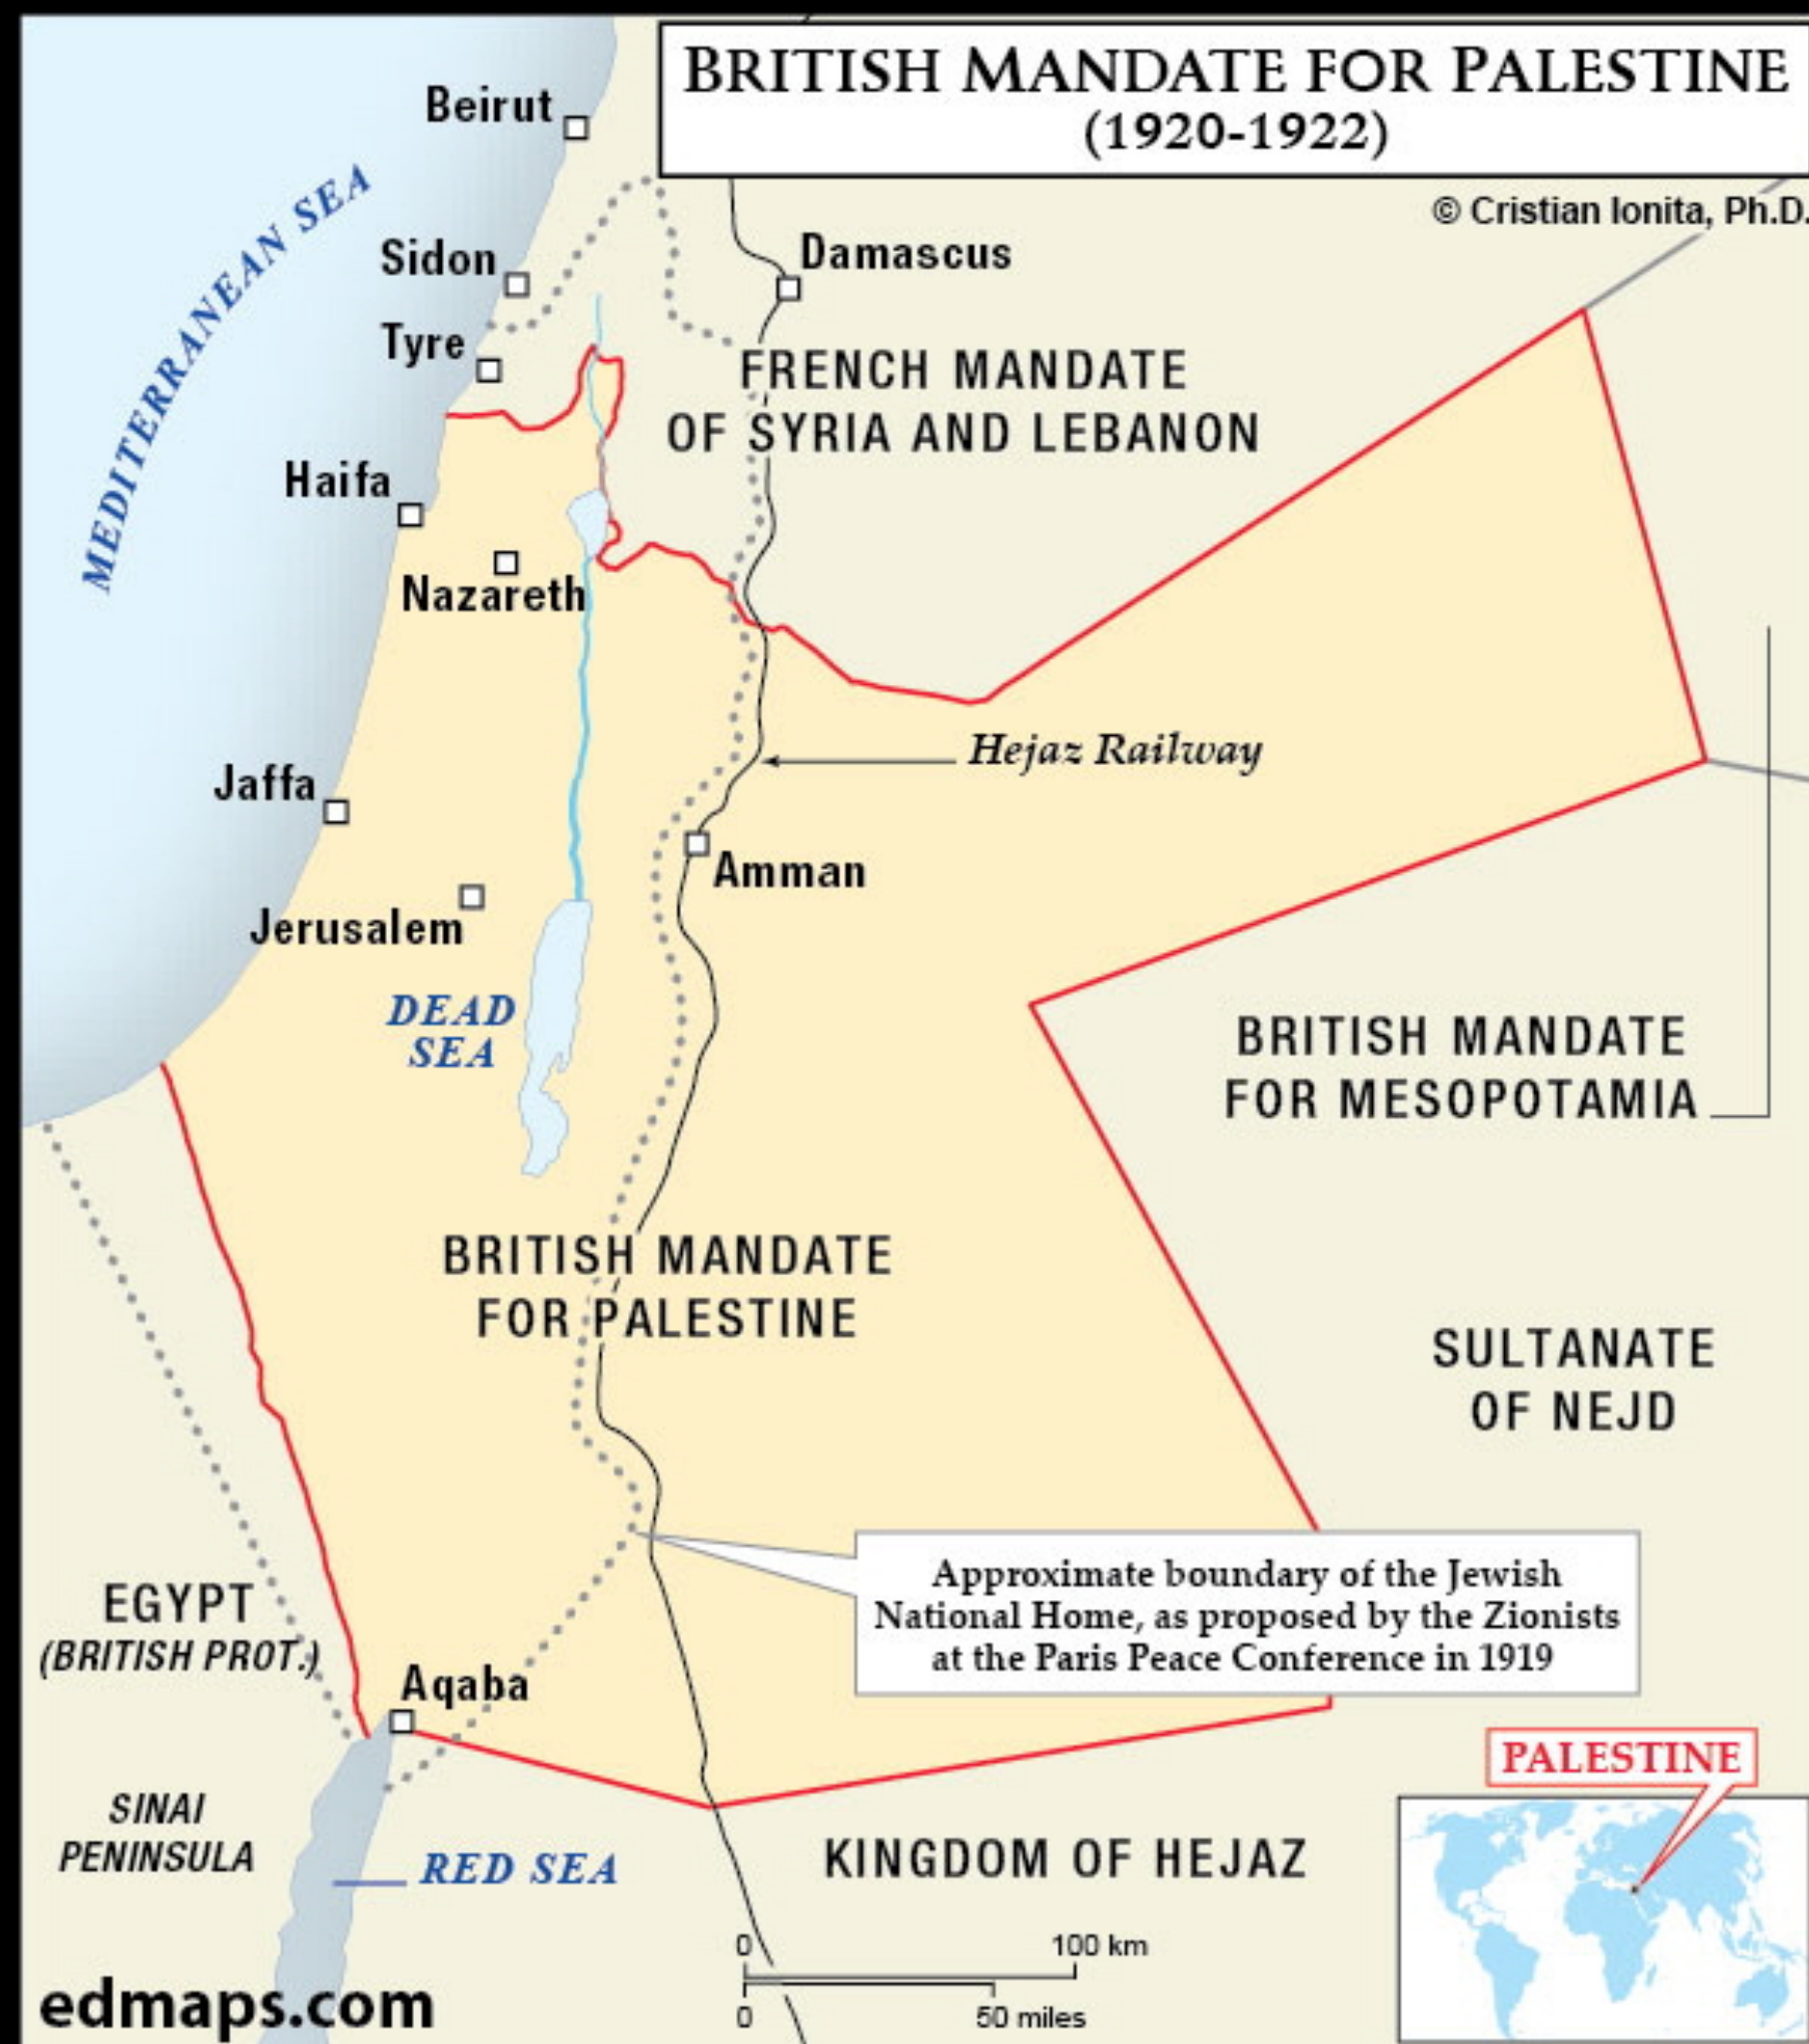 BRITISH MANDATE FOR PALESTINE
(1920-1922)
© Cristian Ionita, Ph.D.
Beirut
MEDITERRANEAN SEA
Sidon
Damascus
Tyre
FRENCH MANDATE
OF SYRIA AND LEBANON
Haifa
Nazareth
Hejaz Railway
Jaffa
Amman
Jerusalem
DEAD
SEA
BRITISH MANDATE
FOR MESOPOTAMIA
BRITISH MANDATE
FOR PALESTINE
SULTANATE
OF NEJD
Approximate boundary of the Jewish
National Home, as proposed by the Zionists
at the Paris Peace Conference in 1919
EGYPT
(BRITISH PROT.)
Aqaba
PALESTINE
SINAI
PENINSULA
RED SEA
KINGDOM OF HEJAZ
0 100 km
0 50 miles
edmaps.com